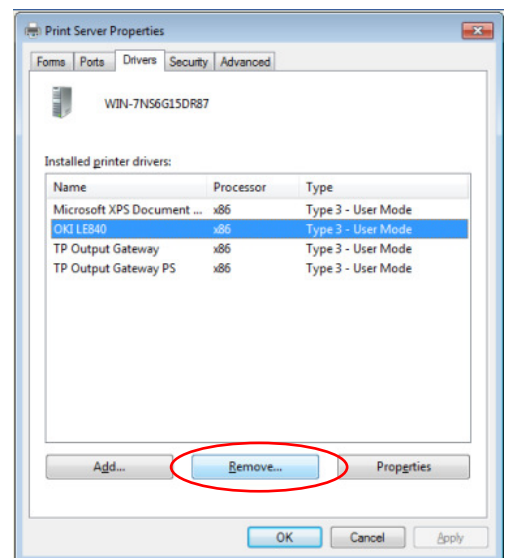 Print Server Properties
Forms Ports Drivers Security Advanced
WIN-7NS6G15DR87
Installed printer drivers:
Name Processor Type
Microsoft XPS Document ... x86 Type 3 - User Mode
OKI LE840 x86 Type 3 - User Mode
TP Output Gateway x86 Type 3 - User Mode
TP Output Gateway PS x86 Type 3 - User Mode
Add... Remove... Properties
OK Cancel Apply